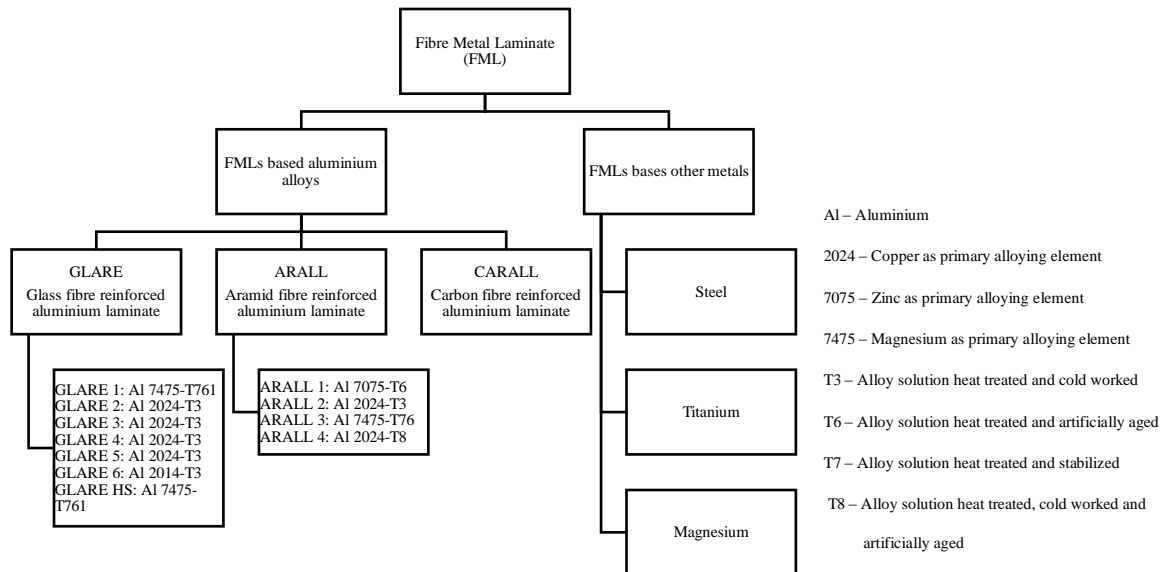 Fibre Metal Laminate
(FML)
FMLs based aluminium
alloys
FMLs bases other metals
GLARE
Glass fibre reinforced
aluminium laminate
ARALL
Aramid fibre reinforced
aluminium laminate
CARALL
Carbon fibre reinforced
aluminium laminate
GLARE 1: Al 7475-T761
GLARE 2: Al 2024-T3
GLARE 3: Al 2024-T3
GLARE 4: Al 2024-T3
GLARE 5: Al 2024-T3
GLARE 6: Al 2014-T3
GLARE HS: Al 7475-
T761
ARALL 1: Al 7075-T6
ARALL 2: Al 2024-T3
ARALL 3: Al 7475-T76
ARALL 4: Al 2024-T8
Steel
Titanium
Magnesium
Al – Aluminium
2024 – Copper as primary alloying element
7075 – Zinc as primary alloying element
7475 – Magnesium as primary alloying element
T3 – Alloy solution heat treated and cold worked
T6 – Alloy solution heat treated and artificially aged
T7 – Alloy solution heat treated and stabilized
T8 – Alloy solution heat treated, cold worked and
artificially aged